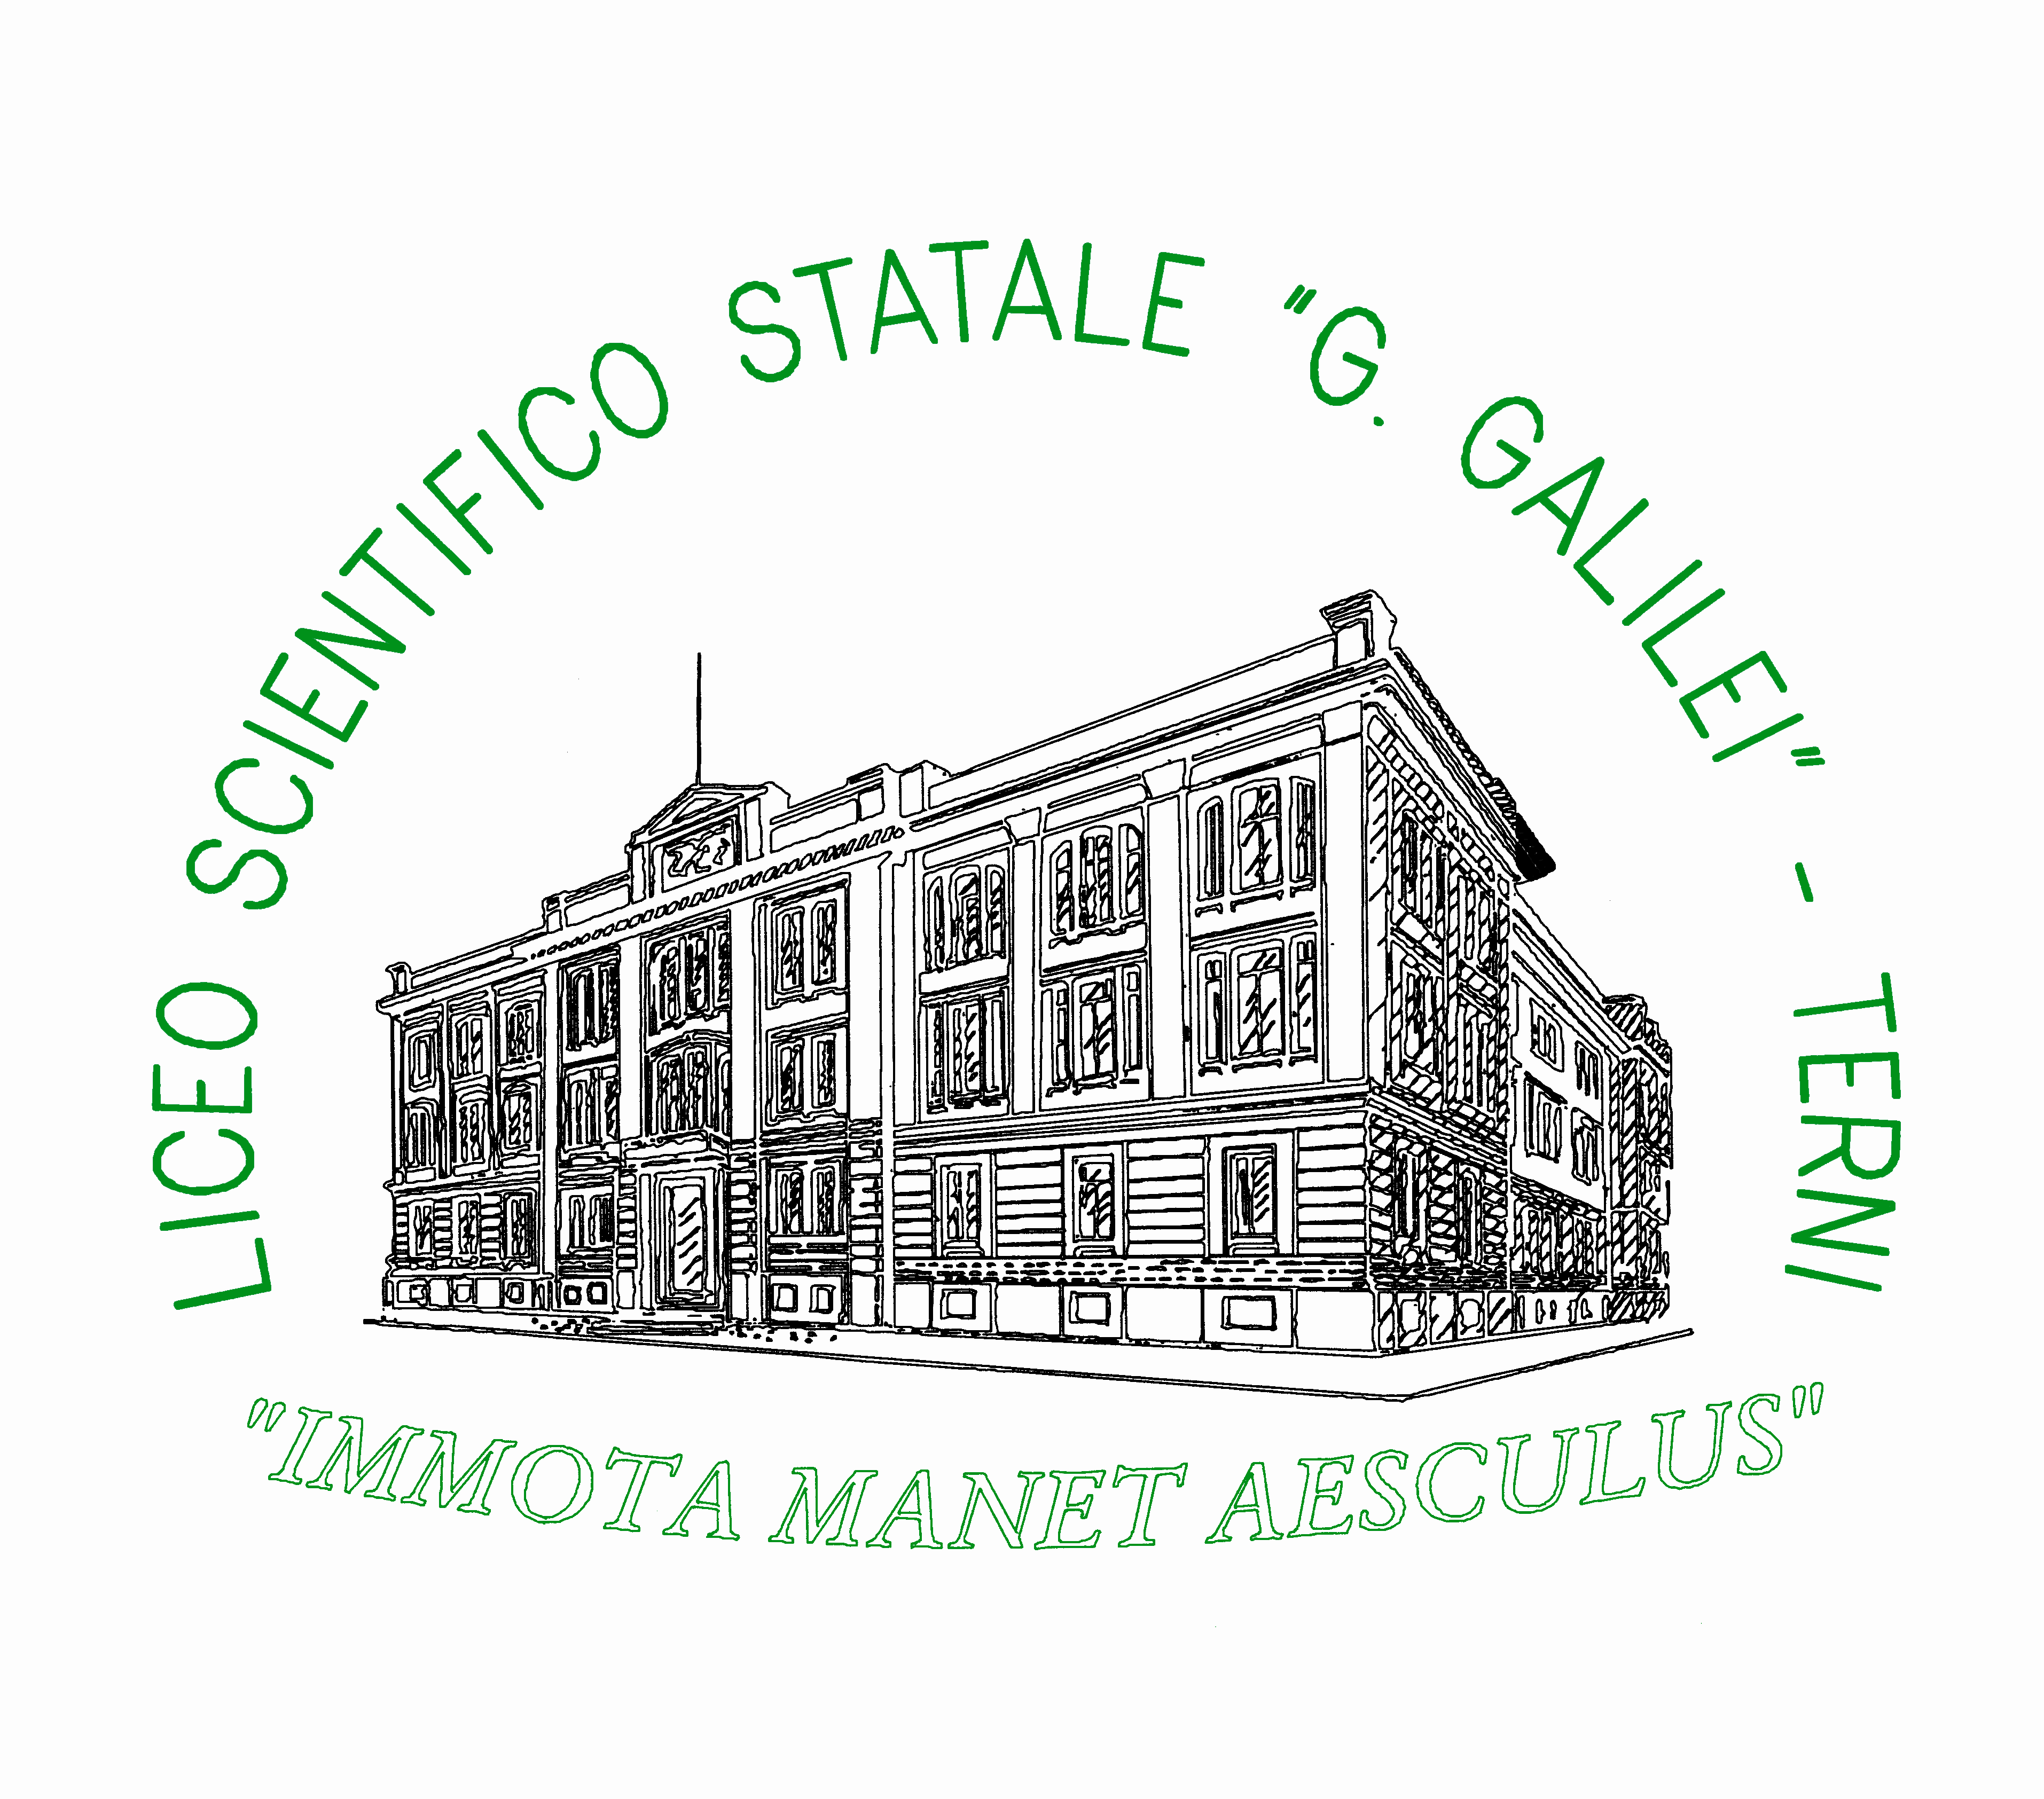 LICEO SCIENTIFICO STATALE "G. GALILEI" - TERNI
"IMMOTA MANET AESCULUS"